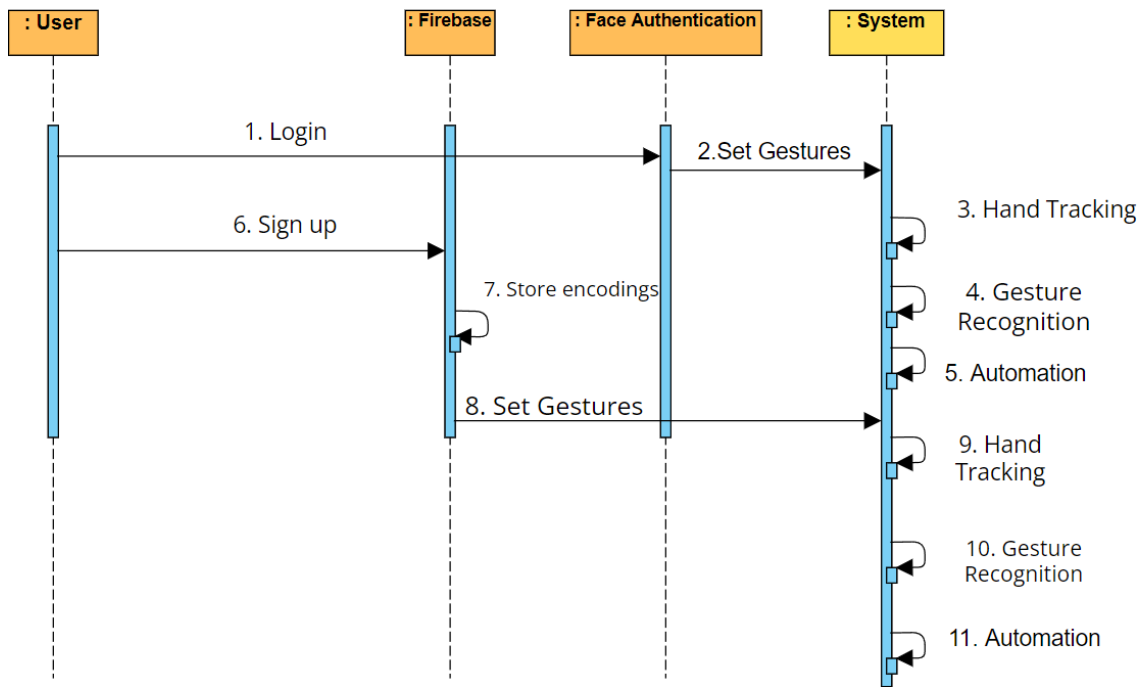 : User
: Firebase
: Face Authentication
: System
1. Login
2.Set Gestures
3. Hand Tracking
6. Sign up
7. Store encodings
4. Gesture
Recognition
5. Automation
8. Set Gestures
9. Hand
Tracking
10. Gesture
Recognition
11. Automation